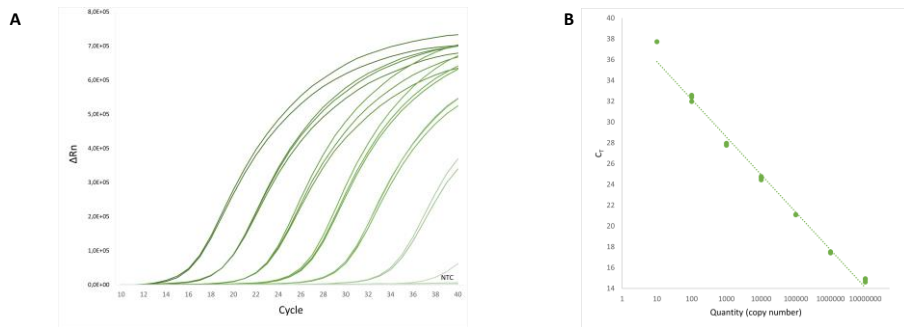 A
8,0E+05
7,0E+05
6,0E+05
5,0E+05
4,0E+05
3,0E+05
2,0E+05
1,0E+05
0,0E+00
ΔRn
NTC
10 12 14 16 18 20 22 24 26 28 30 32 34 36 38 40
Cycle
B
40
38
36
34
32
30
28
26
24
22
20
18
16
14
CT
1 10 100 1000 10000 100000 1000000 10000000
Quantity (copy number)